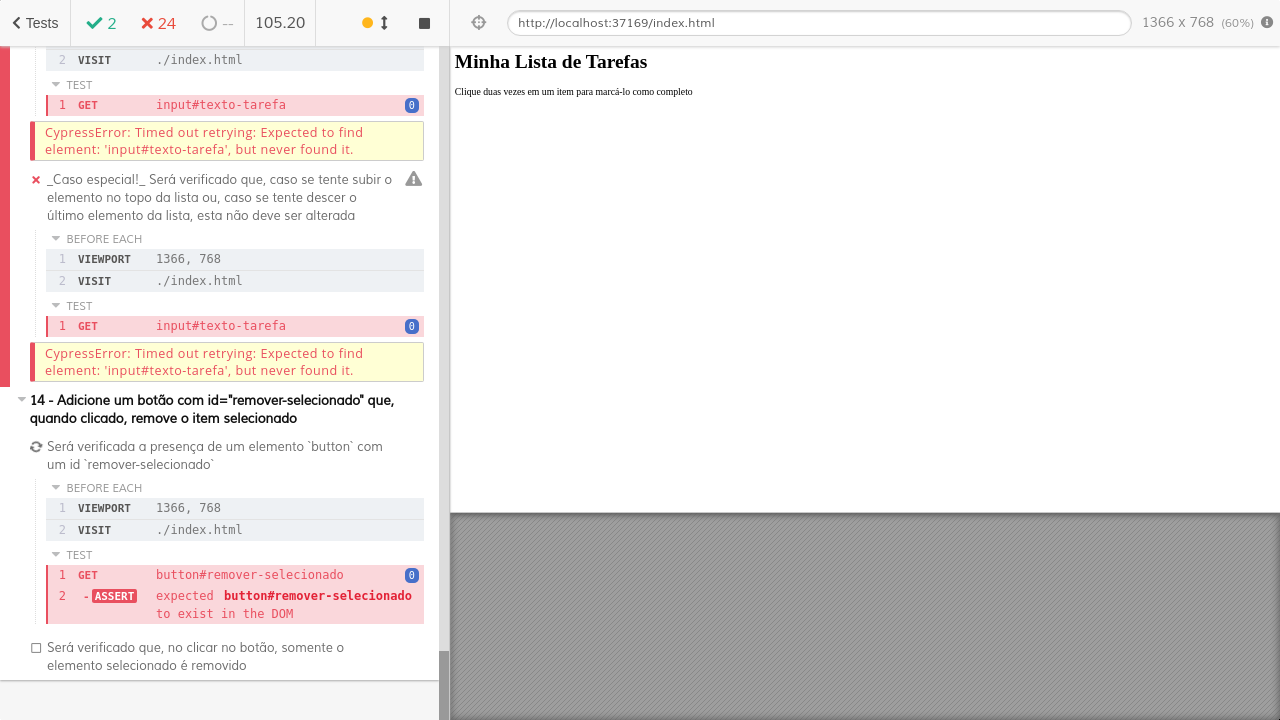 Tests
2
24
--
105.20
http://localhost:37169/index.html
1366 x 768 (60%)
2 VISIT ./index.html
TEST
1 GET input#texto-tarefa 0
CypressError: Timed out retrying: Expected to find
element: 'input#texto-tarefa', but never found it.
_Caso especial!_ Será verificado que, caso se tente subir o
elemento no topo da lista ou, caso se tente descer o
último elemento da lista, esta não deve ser alterada
BEFORE EACH
1 VIEWPORT 1366, 768
2 VISIT ./index.html
TEST
1 GET input#texto-tarefa 0
CypressError: Timed out retrying: Expected to find
element: 'input#texto-tarefa', but never found it.
14 - Adicione um botão com id="remover-selecionado" que,
quando clicado, remove o item selecionado
Será verificada a presença de um elemento `button` com
um id `remover-selecionado`
BEFORE EACH
1 VIEWPORT 1366, 768
2 VISIT ./index.html
TEST
1 GET button#remover-selecionado 0
2 -ASSERT expected button#remover-selecionado
to exist in the DOM
Será verificado que, no clicar no botão, somente o
elemento selecionado é removido
Minha Lista de Tarefas
Clique duas vezes em um item para marcá-lo como completo